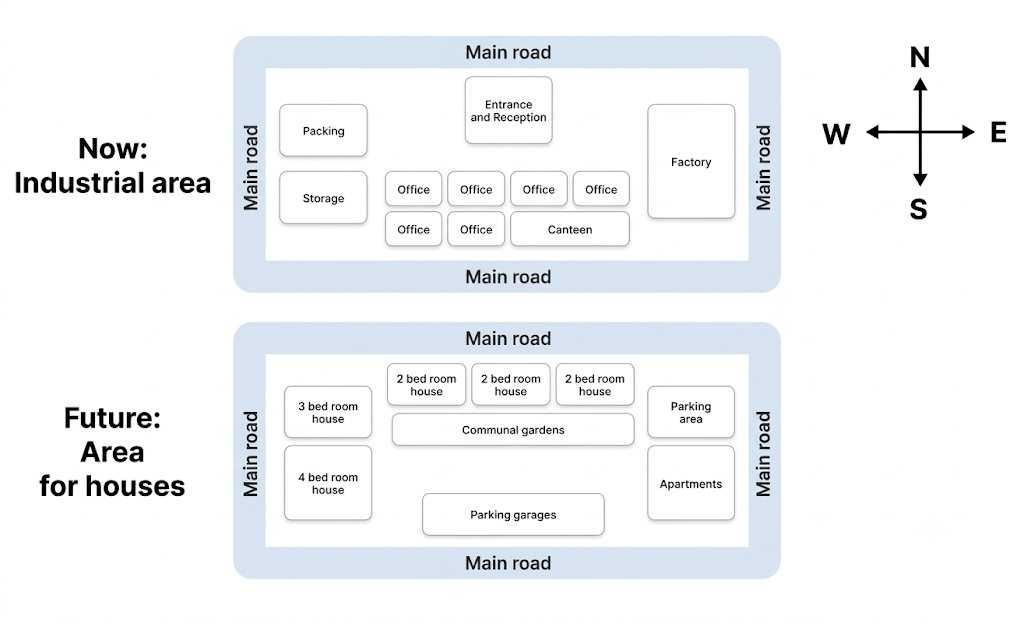 Now:
Industrial area
Main road
Main road
Main road
Main road
Packing
Storage
Entrance
and Reception
Office
Office
Office
Office
Office
Office
Canteen
Factory
N
W
E
S
Future:
Area
for houses
Main road
Main road
Main road
Main road
3 bed room
house
4 bed room
house
2 bed room
house
2 bed room
house
2 bed room
house
Communal gardens
Parking garages
Parking
area
Apartments